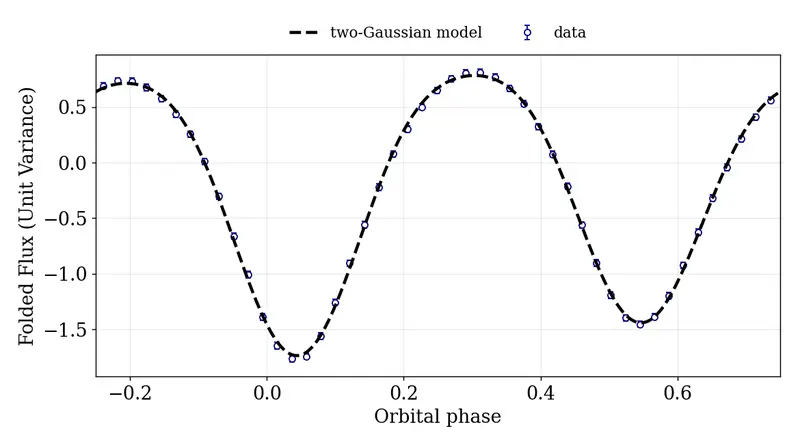 two-Gaussian model
data
Folded Flux (Unit Variance)
0.5
0.0
−0.5
−1.0
−1.5
−0.2
0.0
0.2
0.4
0.6
Orbital phase